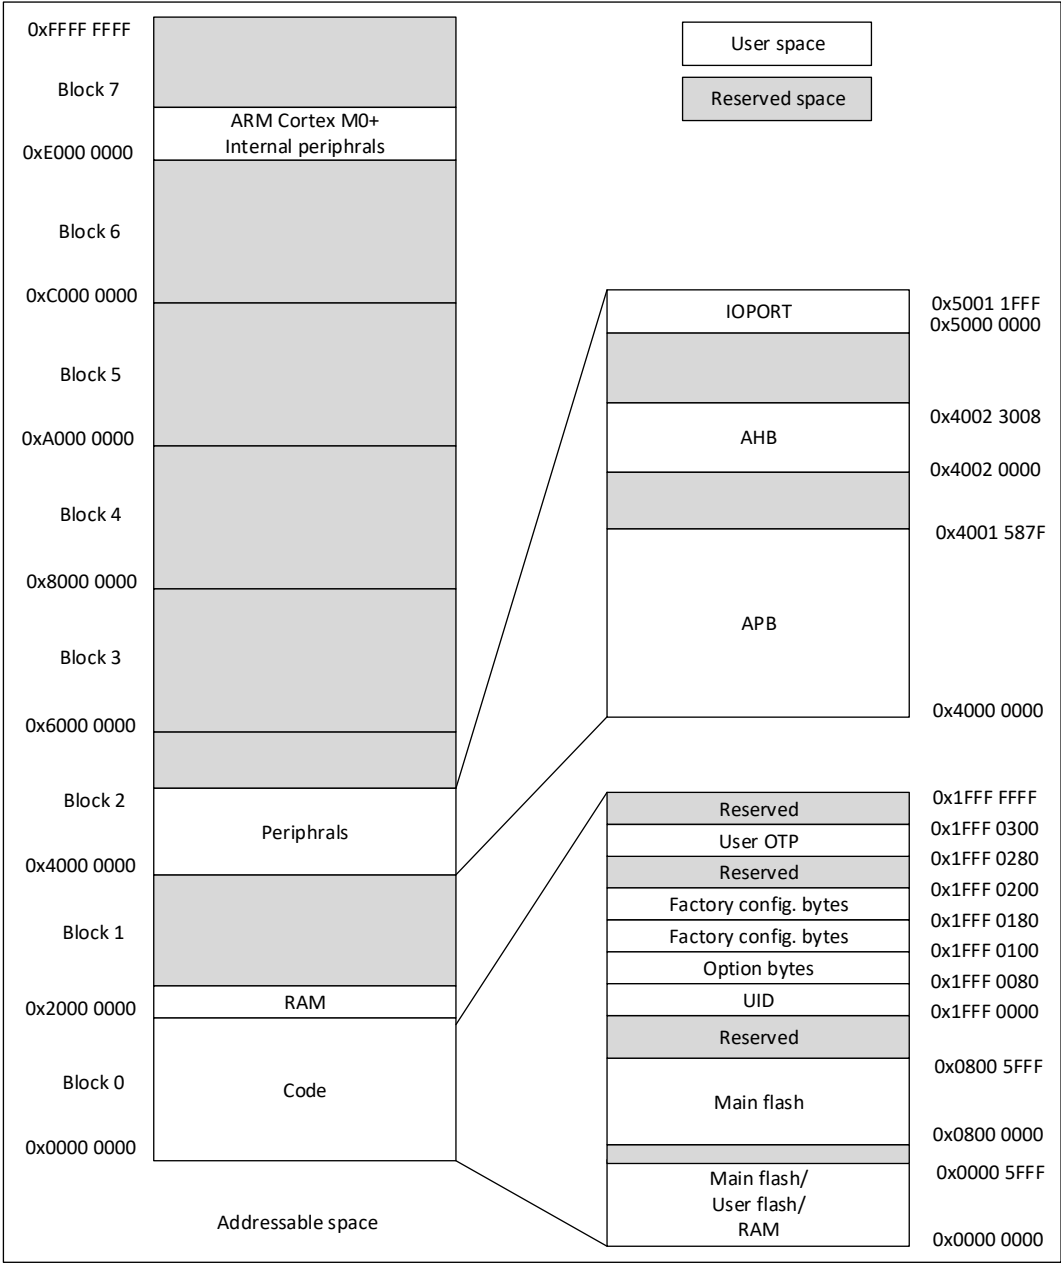 0xFFFF FFFF
Block 7
ARM Cortex M0+
Internal periphrals
0xE000 0000
Block 6
0xC000 0000
Block 5
0xA000 0000
Block 4
0x8000 0000
Block 3
0x6000 0000
Block 2
Periphrals
0x4000 0000
Block 1
RAM
0x2000 0000
Block 0
Code
0x0000 0000
Addressable space
User space
Reserved space
IOPORT
0x5001 1FFF
0x5000 0000
AHB
0x4002 3008
0x4002 0000
0x4001 587F
APB
0x4000 0000
Reserved
0x1FFF FFFF
0x1FFF 0300
User OTP
0x1FFF 0280
Reserved
0x1FFF 0200
Factory config. bytes
0x1FFF 0180
Factory config. bytes
0x1FFF 0100
Option bytes
0x1FFF 0080
UID
0x1FFF 0000
Reserved
0x0800 5FFF
Main flash
0x0800 0000
0x0000 5FFF
Main flash/
User flash/
RAM
0x0000 0000